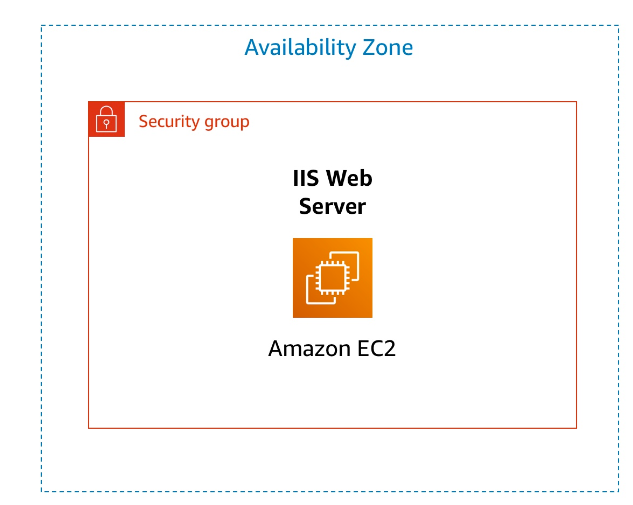 Availability Zone
Security group
IIS Web
Server
Amazon EC2